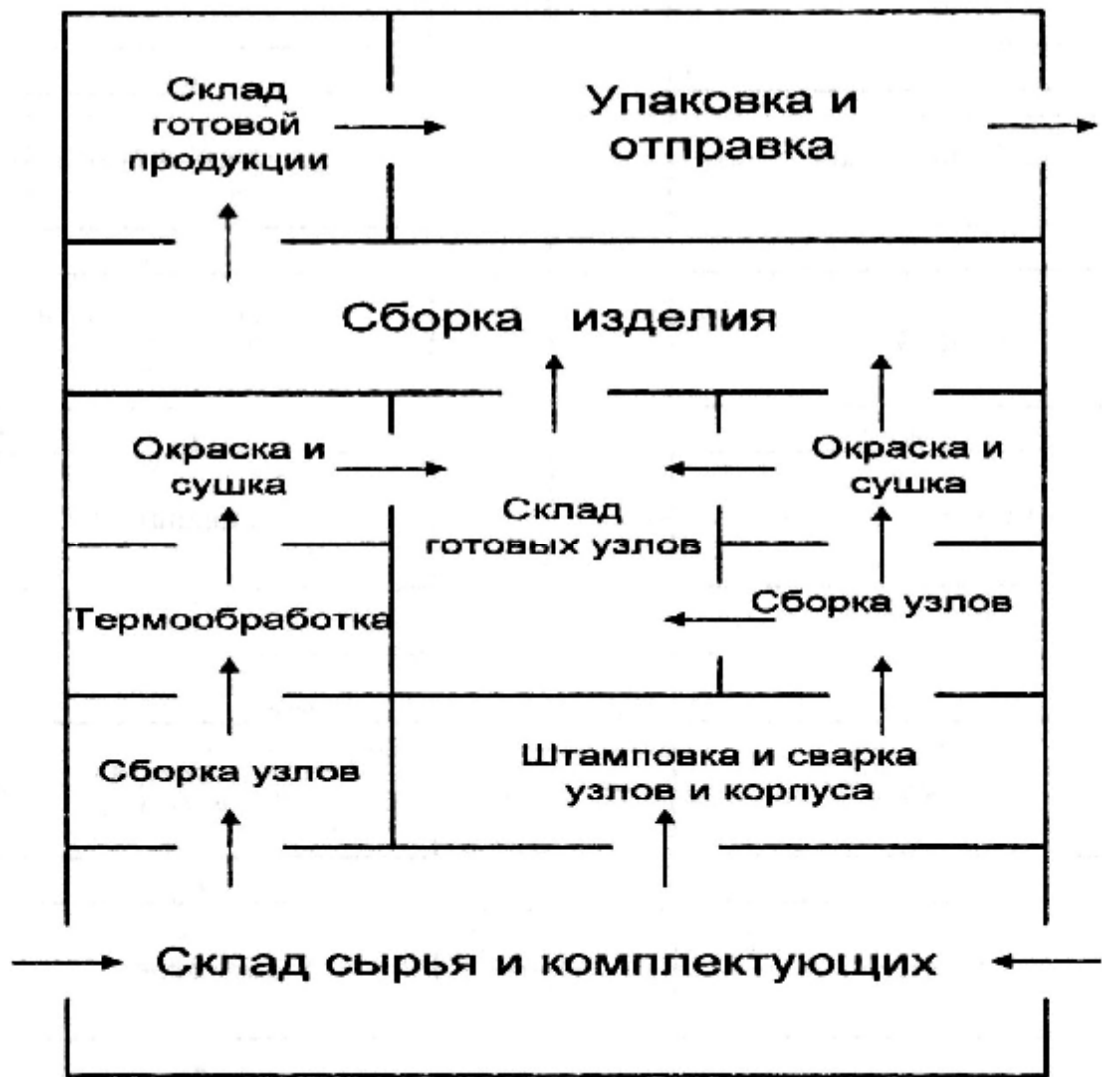 Склад
готовой
продукции
Упаковка и
отправка
Сборка изделия
Окраска и
сушка
Склад
готовых узлов
Окраска и
сушка
Термообработка
Сборка узлов
Сборка узлов
Штамповка и сварка
узлов и корпуса
Склад сырья и комплектующих